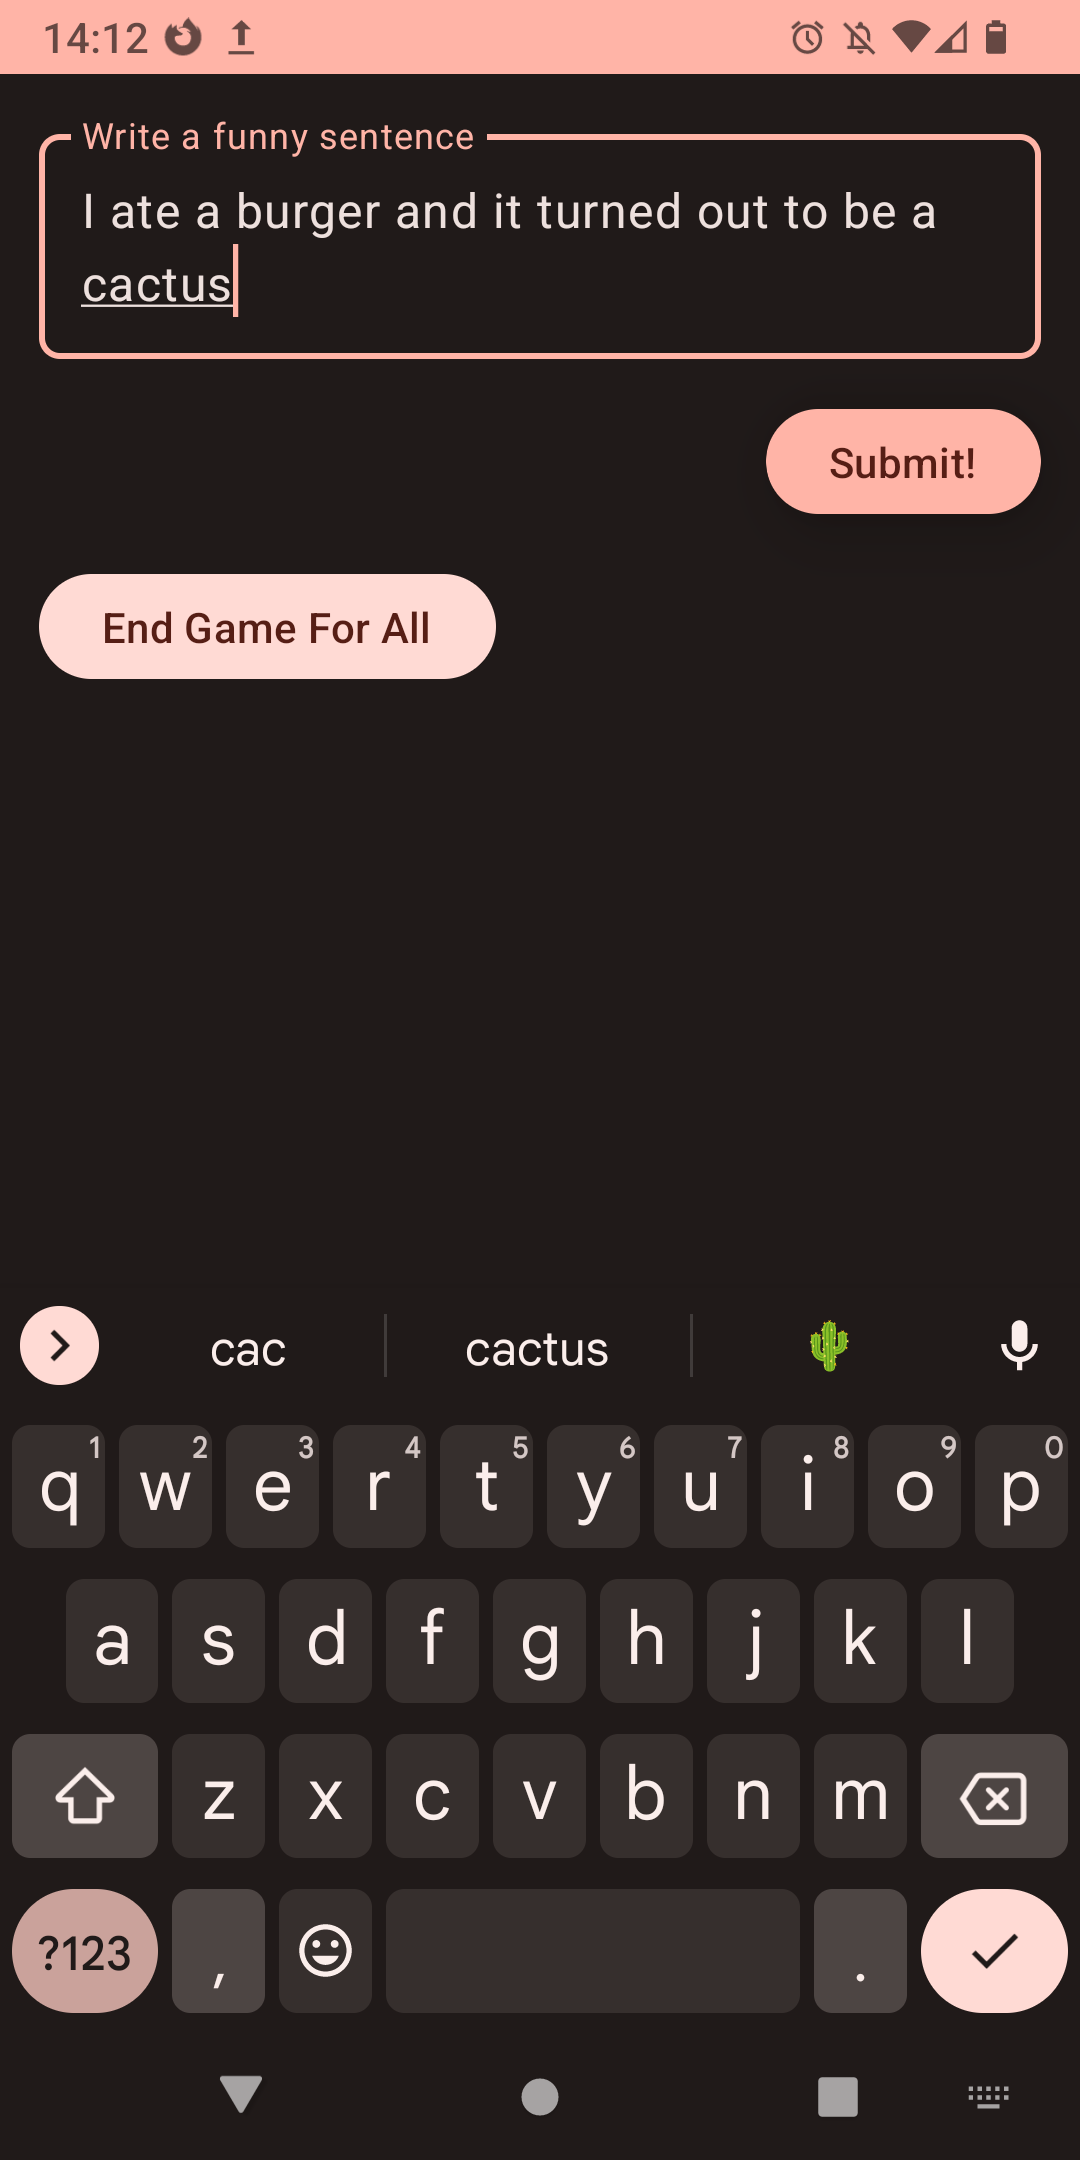 14:12
Write a funny sentence
I ate a burger and it turned out to be a
cactus
Submit!
End Game For All
cac cactus
1 2 3 4 5 6 7 8 9 0
q w e r t y u i o p
a s d f g h j k l
z x c v b n m
?123 , .